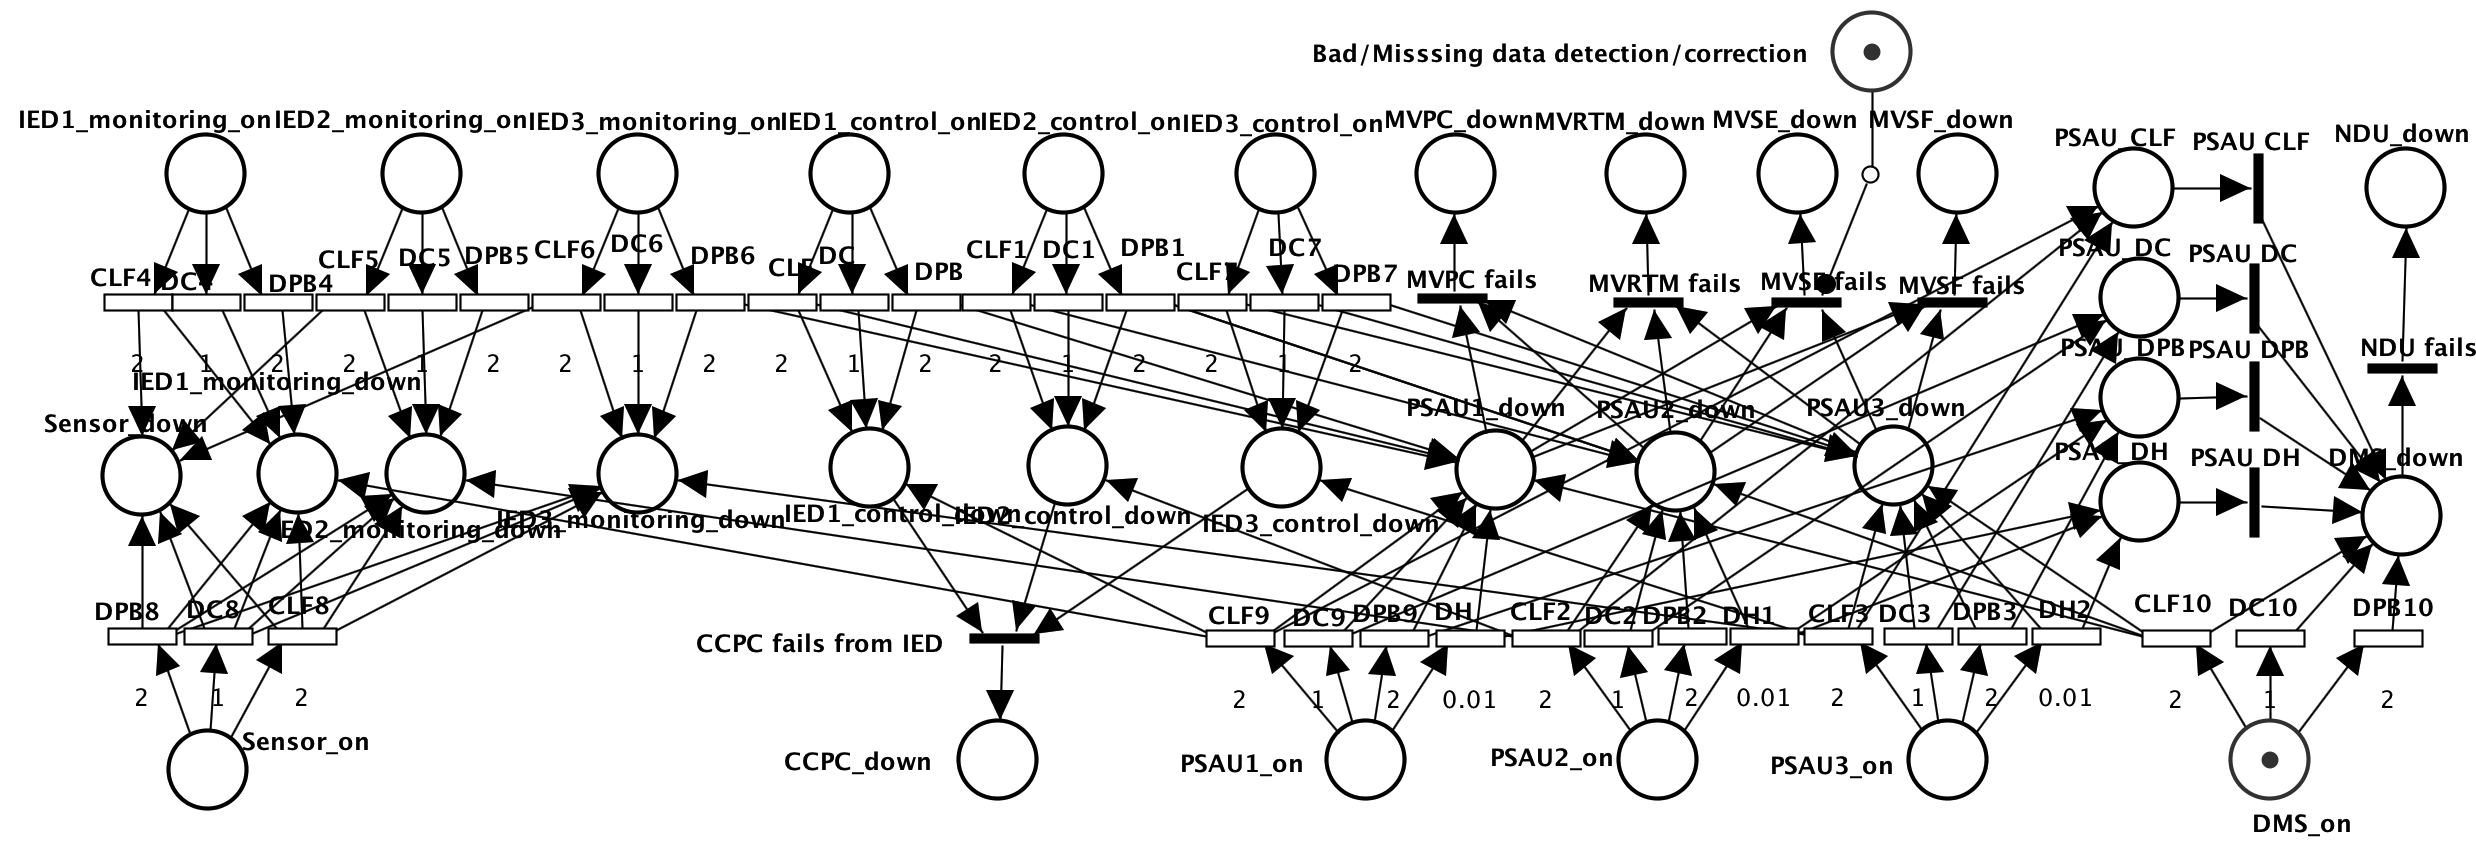 Bad/Misssing data detection/correction
IED1_monitoring_on
IED2_monitoring_on
IED3_monitoring_on
IED1_control_on
IED2_control_on
IED3_control_on
MVPC_down
MVRTM_down
MVSE_down
MVSF_down
PSAU_CLF
PSAU CLF
NDU_down
CLF4
DC4
DPB4
CLF5
DC5
DPB5
CLF6
DC6
DPB6
CLF
DC
DPB
CLF1
DC1
DPB1
CLF7
DC7
DPB7
MVPC fails
MVRTM fails
MVSE fails
MVSF fails
PSAU_DC
PSAU DC
2
1
2
2
1
2
2
1
2
2
1
2
2
1
2
2
1
2
PSAU_DPB
PSAU DPB
NDU fails
IED1_monitoring_down
Sensor_down
PSAU1_down
PSAU2_down
PSAU3_down
PSAU_DH
PSAU DH
DMS_down
IED2_monitoring_down
IED3_monitoring_down
IED1_control_down
IED2_control_down
IED3_control_down
DPB8
DC8
CLF8
CCPC fails from IED
CLF9
DC9
DPB9
DH
CLF2
DC2
DPB2
DH1
CLF3
DC3
DPB3
DH2
CLF10
DC10
DPB10
2
1
2
2
1
2
0.01
2
1
2
0.01
2
1
2
0.01
2
1
2
Sensor_on
CCPC_down
PSAU1_on
PSAU2_on
PSAU3_on
DMS_on